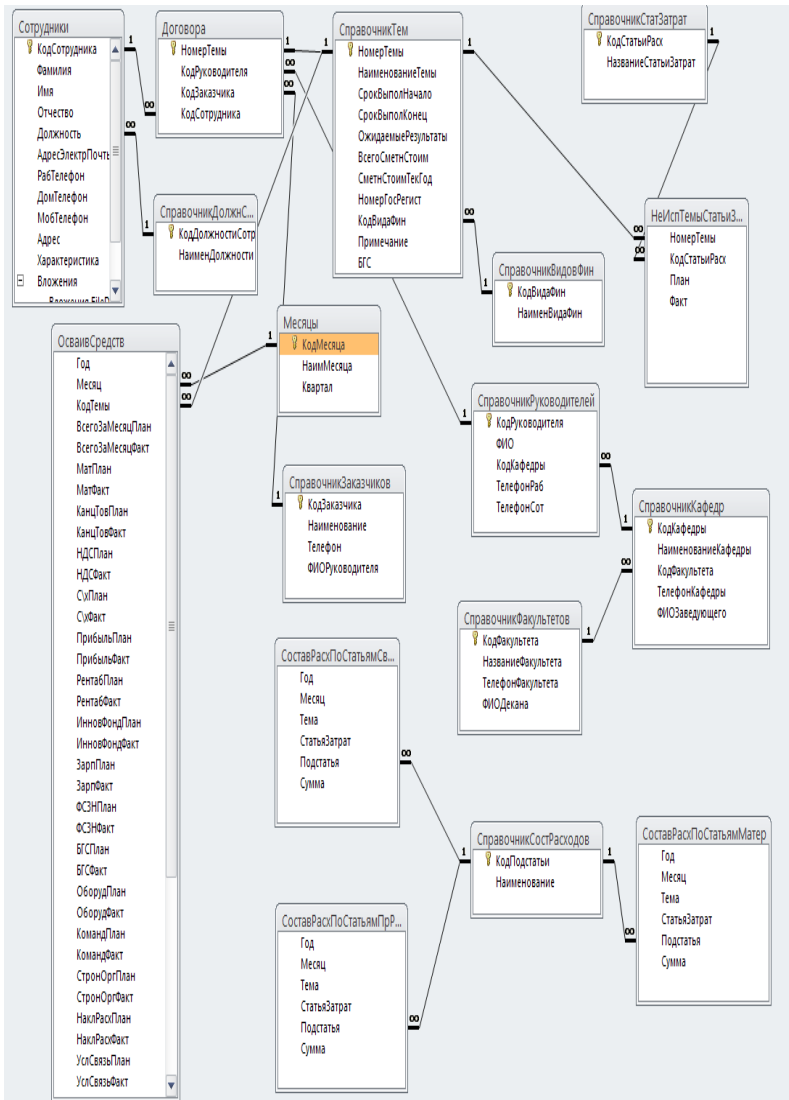 Сотрудники
КодСотрудника
Фамилия
Имя
Отчество
Должность
АдресЭлектрПочты
РабТелефон
ДомТелефон
МобТелефон
Адрес
Характеристика
Вложения
Договора
НомерТемы
КодРуководителя
КодЗаказчика
КодСотрудника
СправочникДолжнС...
КодДолжностиСотр
НаименДолжности
СправочникТем
НомерТемы
НаименованиеТемы
СрокВыполНачало
СрокВыполКонец
ОжидаемыеРезультаты
ВсегоСметнСтоим
СметнСтоимТекГод
НомерГосРегист
КодВидаФин
Примечание
БГС
СправочникСтатЗатрат
КодСтатьиРасх
НазваниеСтатьиЗатрат
НеИспТемыСтатьиЗ...
НомерТемы
КодСтатьиРасх
План
Факт
СправочникВидовФин
КодВидаФин
НаименВидаФин
Месяцы
КодМесяца
НаимМесяца
Квартал
ОсваивСредств
Год
Месяц
КодТемы
ВсегоЗаМесяцПлан
ВсегоЗаМесяцФакт
МатПлан
МатФакт
КанцТовПлан
КанцТовФакт
НДСПлан
НДСФакт
С\хПлан
С\хФакт
ПрибыльПлан
ПрибыльФакт
РентабПлан
РентабФакт
ИнновФондПлан
ИнновФондФакт
ЗарпПлан
ЗарпФакт
ФСЗНПлан
ФСЗНФакт
БГСПлан
БГСФакт
ОборудПлан
ОборудФакт
КомандПлан
КомандФакт
СтронОргПлан
СтронОргФакт
НаклРасхПлан
НаклРасхФакт
УслСвязьПлан
УслСвязьФакт
СправочникРуководителей
КодРуководителя
ФИО
КодКафедры
ТелефонРаб
ТелефонСот
СправочникЗаказчиков
КодЗаказчика
Наименование
Телефон
ФИОРуководителя
СправочникКафедр
КодКафедры
НаименованиеКафедры
КодФакультета
ТелефонКафедры
ФИОЗаведующего
СправочникФакультетов
КодФакультета
НазваниеФакультета
ТелефонФакультета
ФИОДекана
СоставРасхПоСтатьямСв...
Год
Месяц
Тема
СтатьяЗатрат
Подстатья
Сумма
СправочникСостРасходов
КодПодстатьи
Наименование
СоставРасхПоСтатьямМатер
Год
Месяц
Тема
СтатьяЗатрат
Подстатья
Сумма
СоставРасхПоСтатьямПрР...
Год
Месяц
Тема
СтатьяЗатрат
Подстатья
Сумма